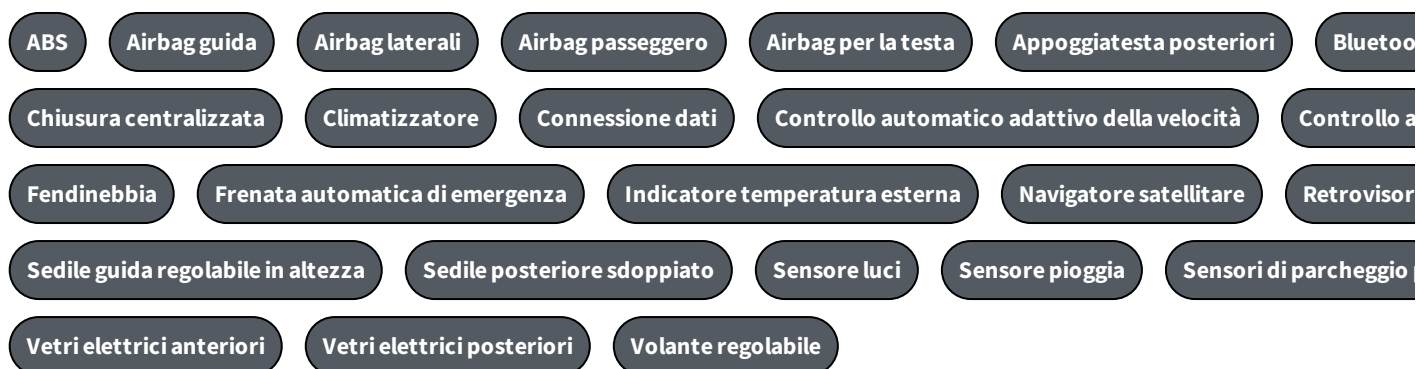 ABS Airbag guida Airbag laterali Airbag passeggero Airbag per la testa Appoggiatesta posteriori
Chiusura centralizzata Climatizzatore Connessione dati Controllo automatico adattivo della velocità Controllo
Fendinebbia Frenata automatica di emergenza Indicatore temperatura esterna Navigatore satellitare
Sedile guida regolabile in altezza Sedile posteriore sdoppiato Sensore luci Sensore pioggia Sensori di parcheggio
Vetri elettrici anteriori Vetri elettrici posteriori Volante regolabile